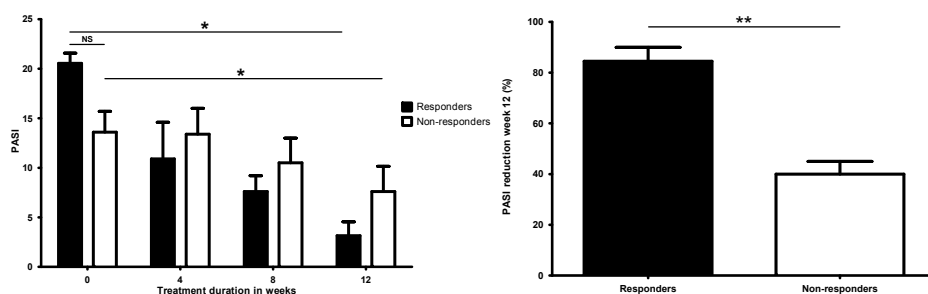 25
20
15
10
5
0
PASI
*
NS
*
0 4 8 12
Treatment duration in weeks
Responders
Non-responders
100
80
60
40
20
0
PASI reduction week 12 (%)
**
Responders Non-responders